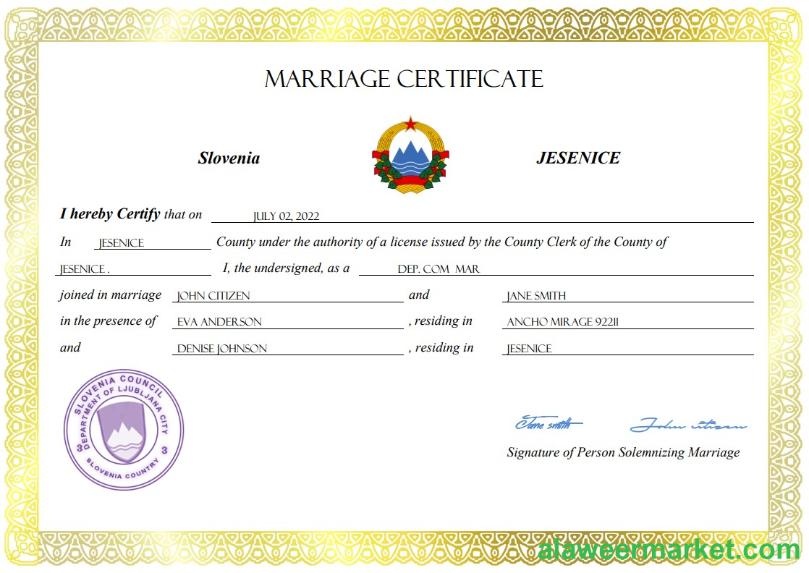 MARRIAGE CERTIFICATE
Slovenia JESENICE
I hereby Certify that on JULY 02, 2022
In JESENICE County under the authority of a license issued by the County Clerk of the County of
JESENICE . I, the undersigned, as a DEP. COM MAR
joined in marriage JOHN CITIZEN and JANE SMITH
in the presence of EVA ANDERSON , residing in ANCHO MIRAGE 92211
and DENISE JOHNSON , residing in JESENICE
SLOVENIA COUNCIL
DEPARTMENT OF LJUBLJANA CITY
3 3
SLOVENIA COUNTRY
Jane smith John citizen
Signature of Person Solemnizing Marriage
alaweermarket.com